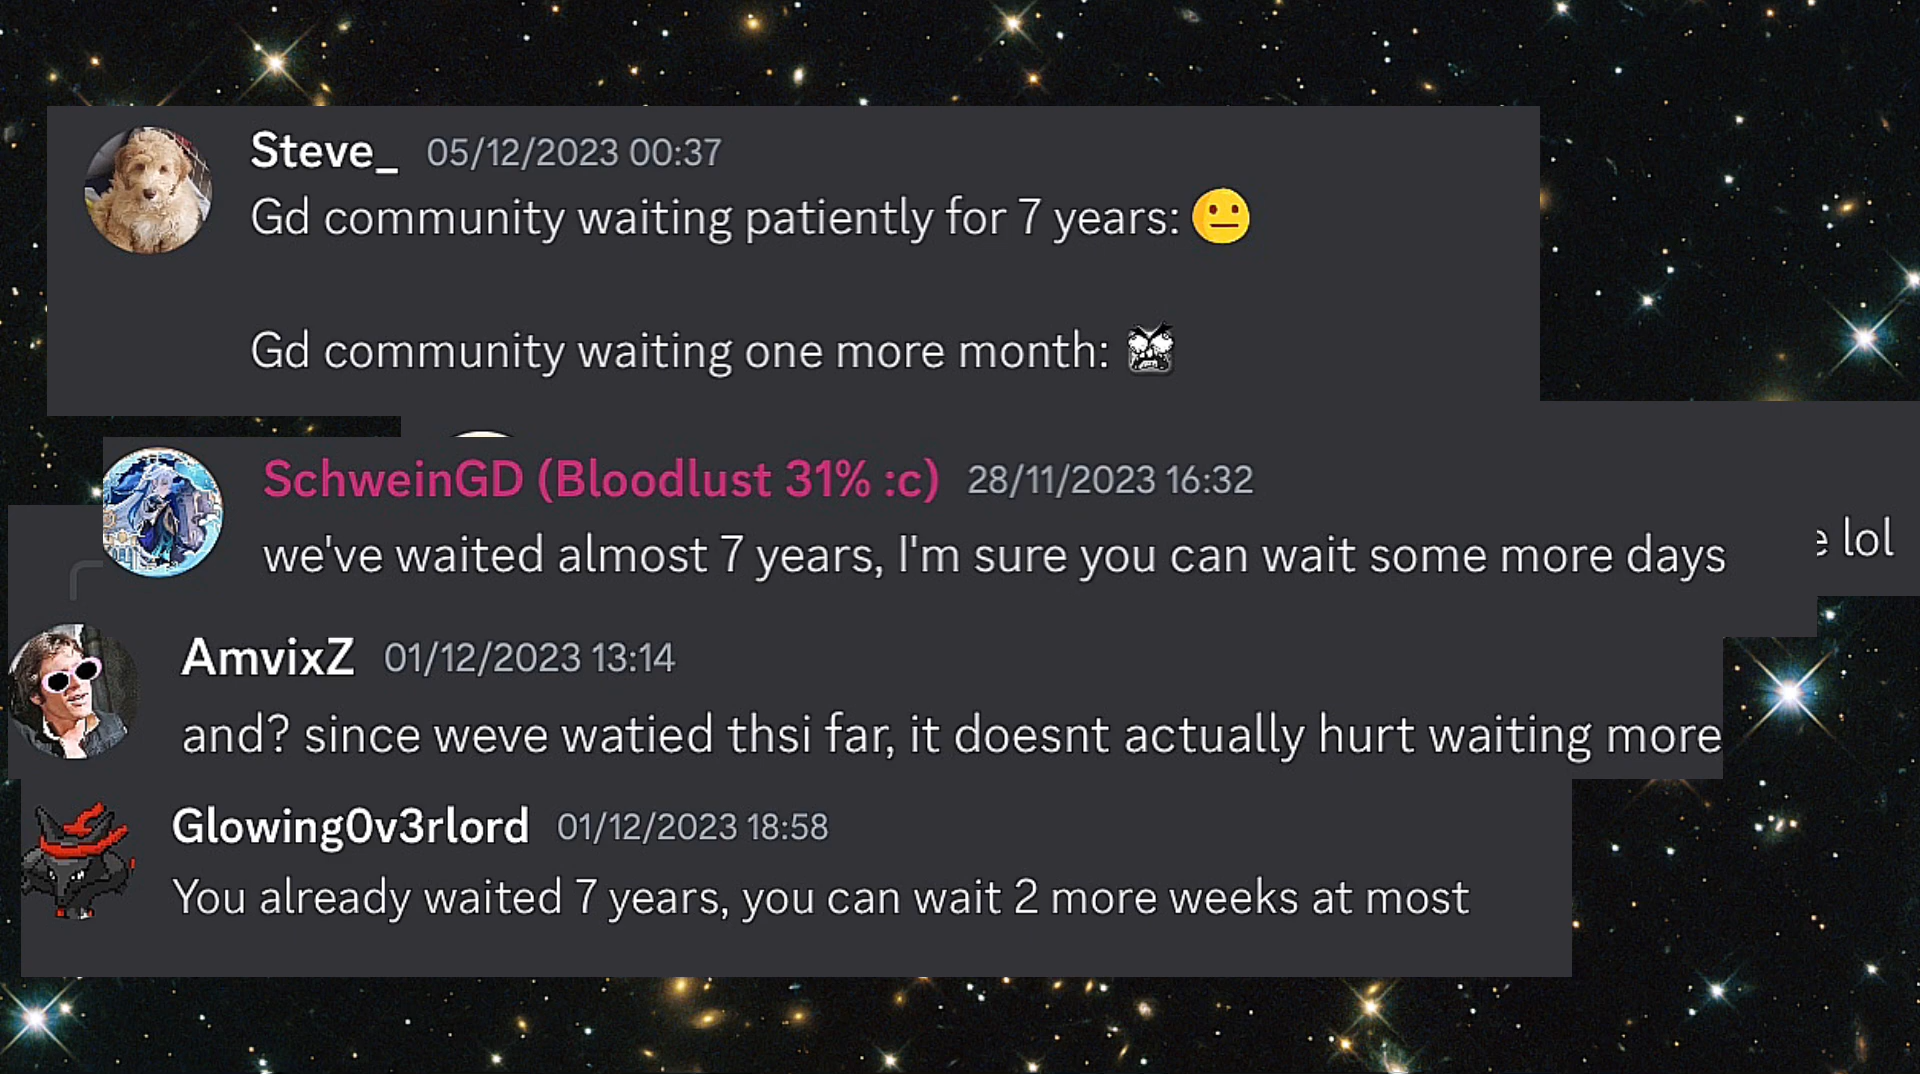 Steve_ 05/12/2023 00:37
Gd community waiting patiently for 7 years: 😐
Gd community waiting one more month:
SchweinGD (Bloodlust 31% :c) 28/11/2023 16:32
we've waited almost 7 years, I'm sure you can wait some more days
e lol
AmvixZ 01/12/2023 13:14
and? since weve watied thsi far, it doesnt actually hurt waiting more
Glowing0v3rlord 01/12/2023 18:58
You already waited 7 years, you can wait 2 more weeks at most